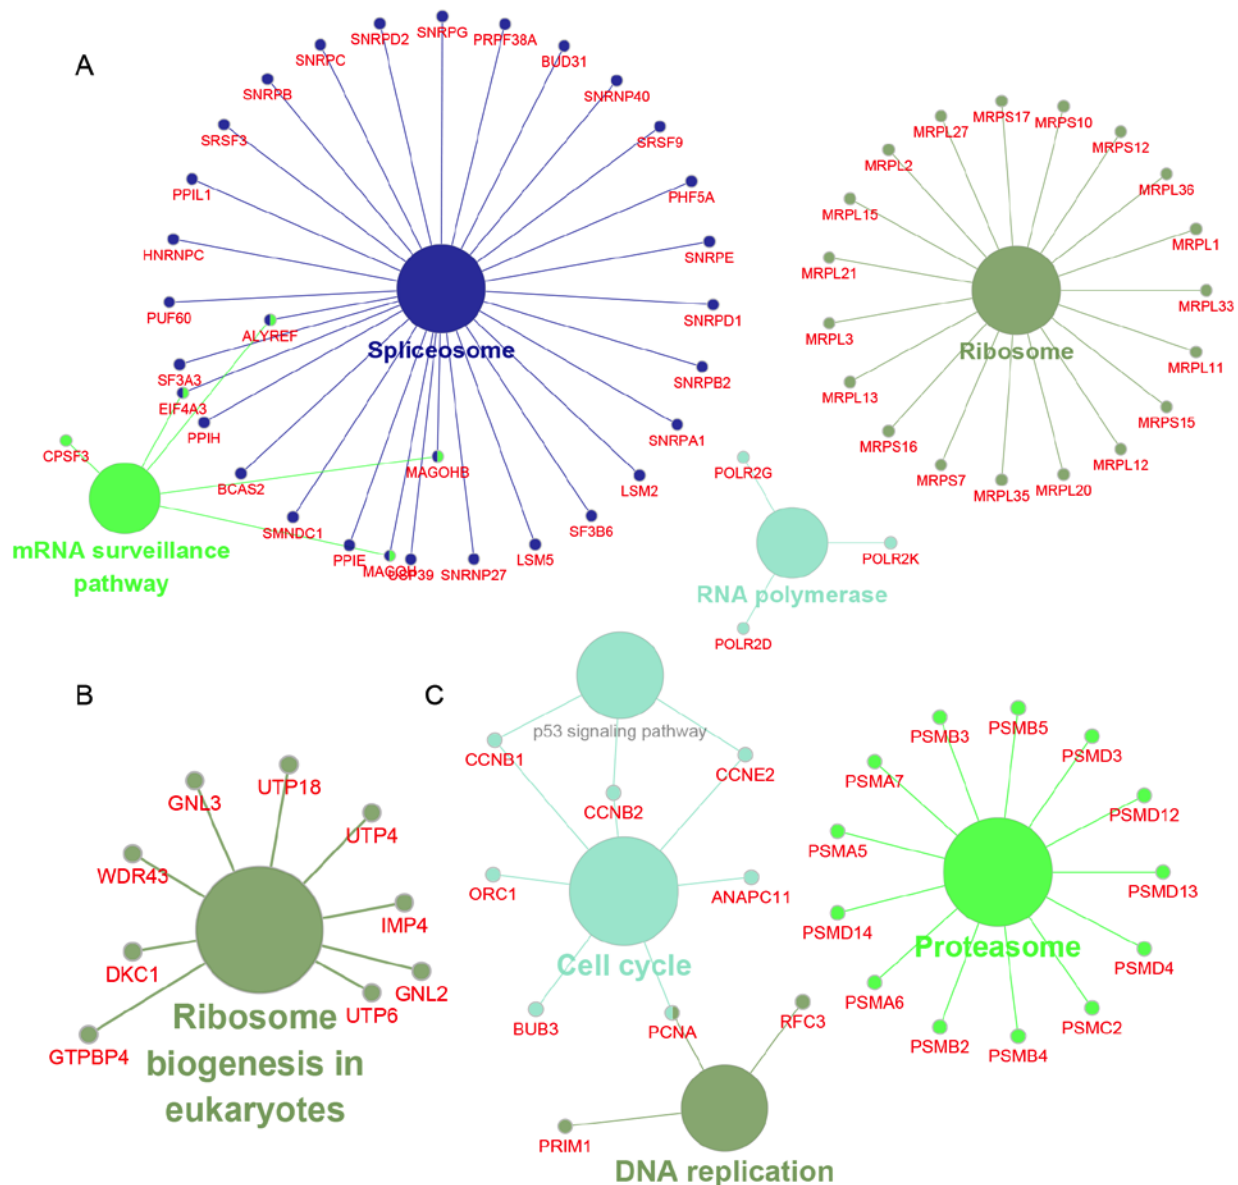 A
SNRPG
SNRPD2
PRPF38A
SNRPC
BUD31
SNRPB
SNRNP40
SRSF3
SRSF9
PPIL1
PHF5A
HNRNPC
SNRPE
PUF60
SNRPD1
ALYREF
Spliceosome
SF3A3
SNRPB2
EIF4A3
PPIH
SNRPA1
CPSF3
MAGOHB
BCAS2
LSM2
SMNDC1
SF3B6
mRNA surveillance
pathway
PPIE
MAGOH
USP39
SNRNP27
LSM5
MRPS17
MRPS10
MRPL27
MRPS12
MRPL2
MRPL36
MRPL15
MRPL1
MRPL21
MRPL33
MRPL3
Ribosome
MRPL11
MRPL13
MRPS15
MRPS16
MRPL12
MRPS7
MRPL35
MRPL20
POLR2G
POLR2K
RNA polymerase
POLR2D
B
UTP18
GNL3
UTP4
WDR43
IMP4
DKC1
GNL2
UTP6
GTPBP4
Ribosome
biogenesis in
eukaryotes
C
p53 signaling pathway
CCNB1
CCNE2
CCNB2
ORC1
ANAPC11
Cell cycle
BUB3
PCNA
RFC3
PRIM1
DNA replication
PSMB5
PSMB3
PSMD3
PSMA7
PSMD12
PSMA5
PSMD13
PSMD14
Proteasome
PSMD4
PSMA6
PSMC2
PSMB2
PSMB4